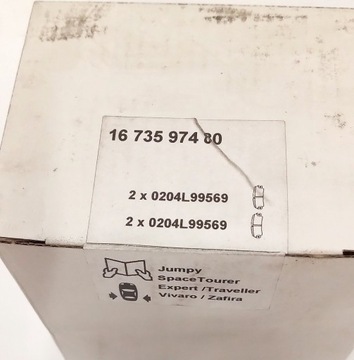 16 735 974 80
2 x 0204L99569
2 x 0204L99569
Jumpy
SpaceTourer
Expert /Traveller
Vivaro / Zafira